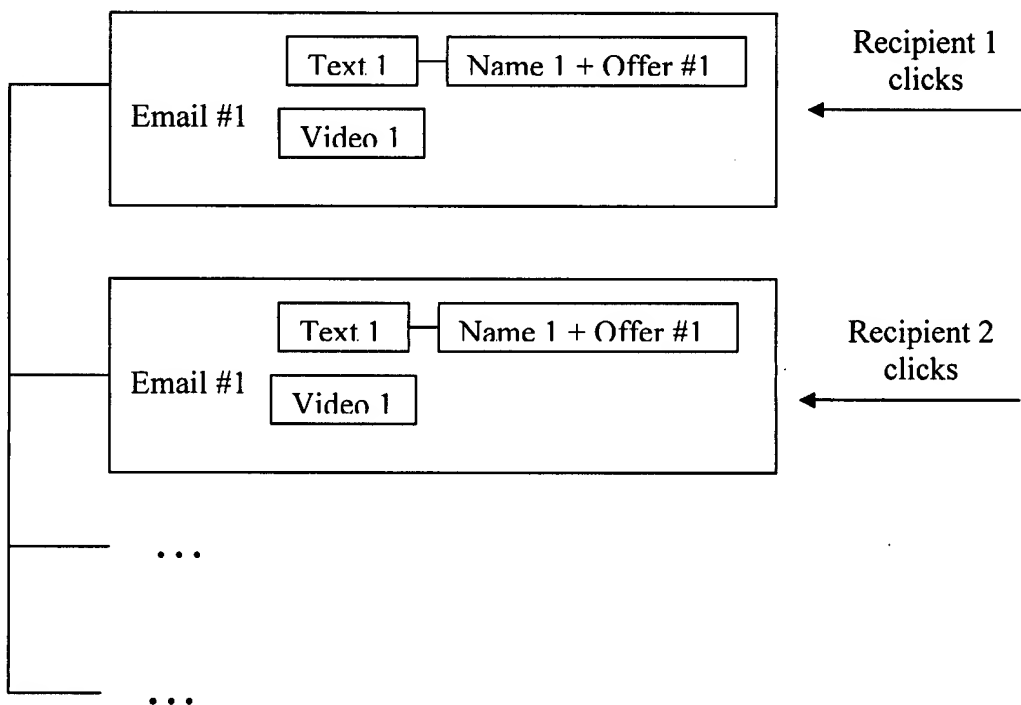 Text 1
Name 1 + Offer #1
Email #1
Video 1
Recipient 1
clicks
Text 1
Name 1 + Offer #1
Email #1
Video 1
Recipient 2
clicks
...
...